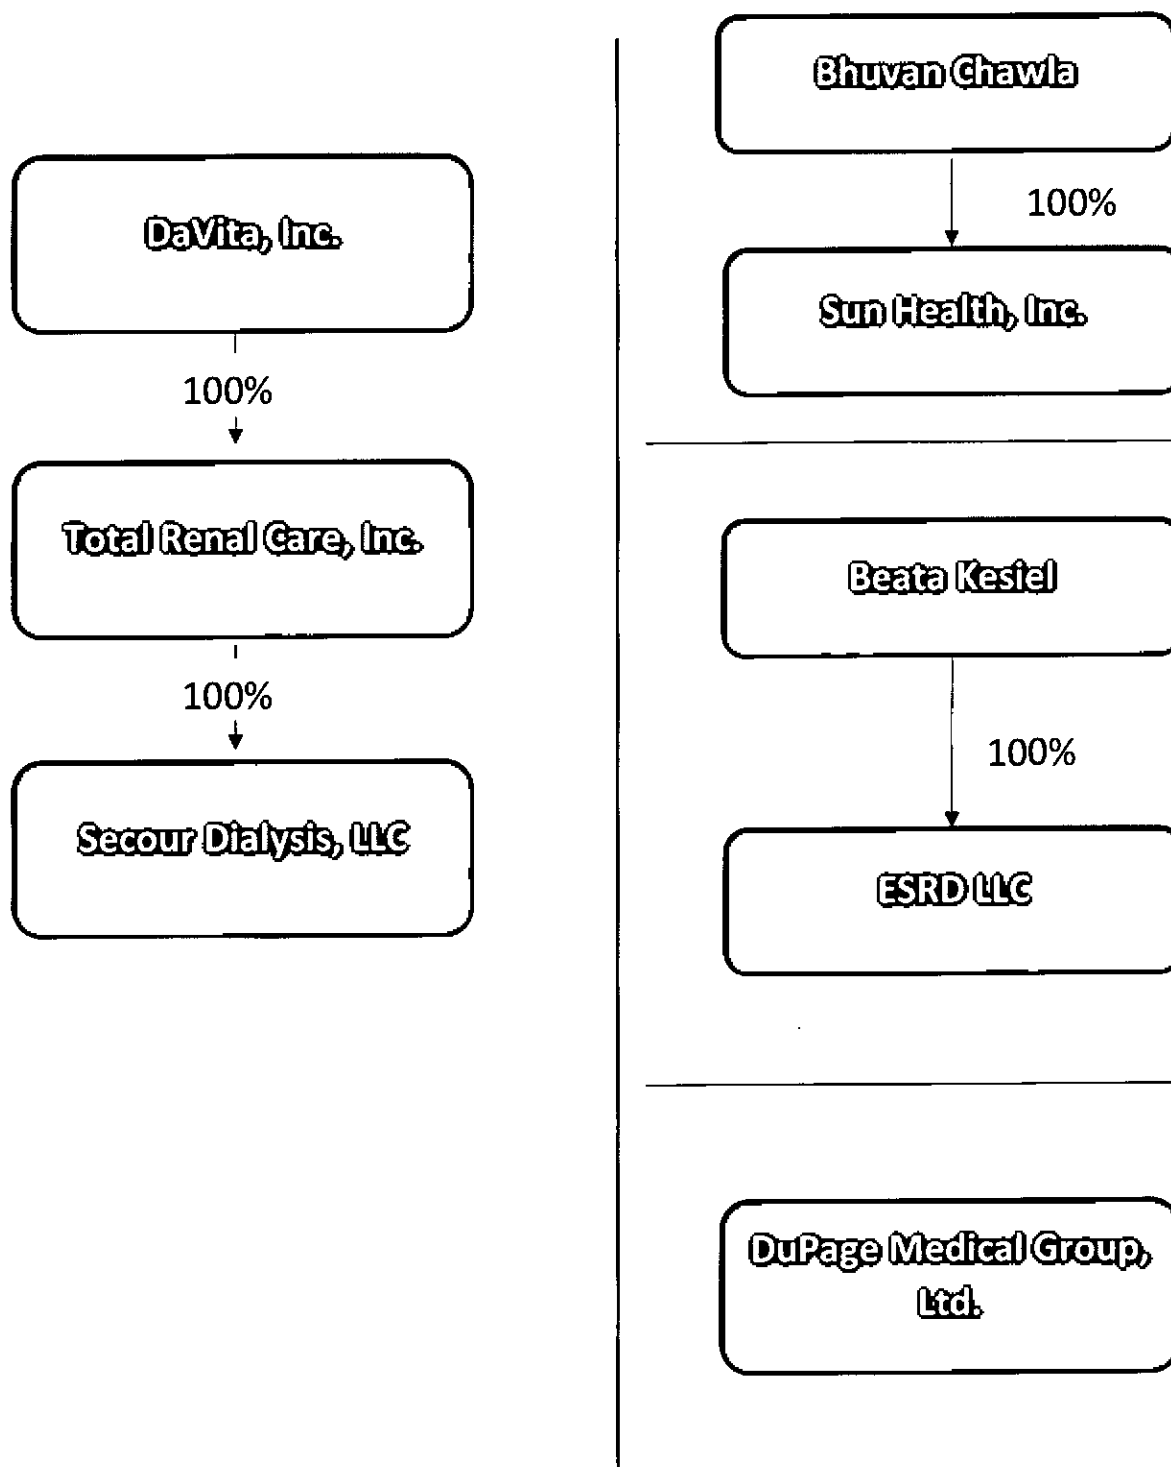 DaVita, Inc.
100%
Total Renal Care, Inc.
100%
Secour Dialysis, LLC
Bhuvan Chawla
100%
Sun Health, Inc.
Beata Kesiel
100%
ESRD LLC
DuPage Medical Group,
Ltd.